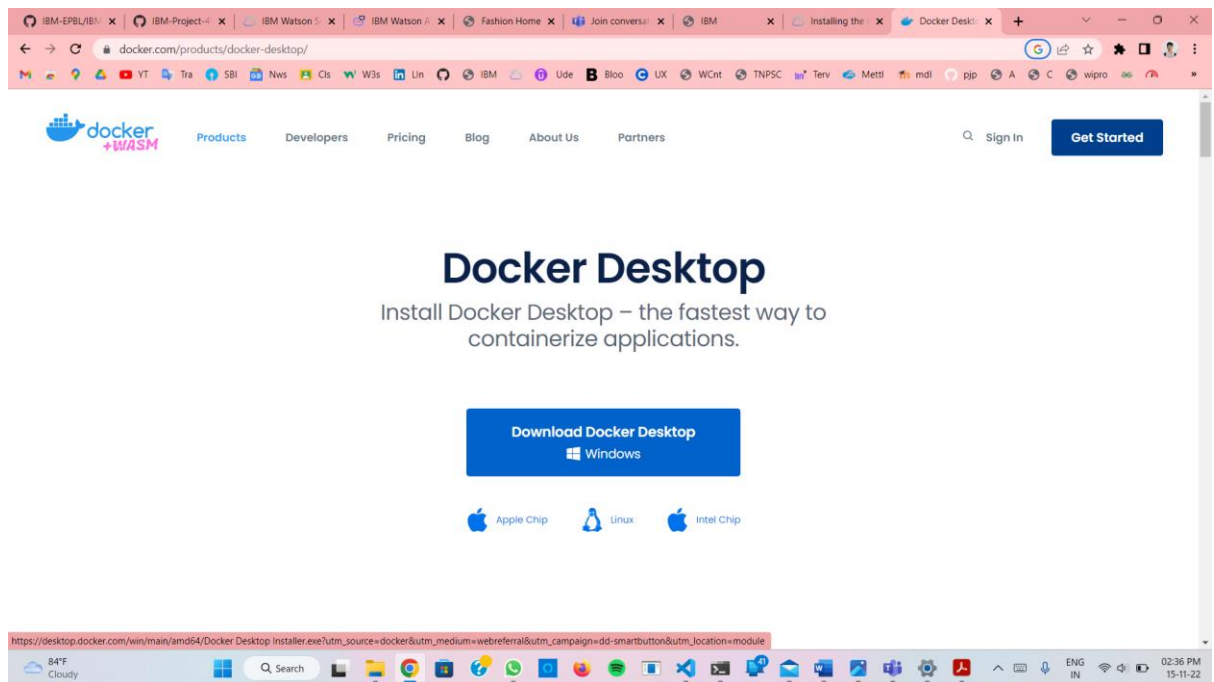 IBM-EPBL/IBM
IBM-Project-4
IBM Watson S
IBM Watson A
Fashion Home
Join conversat
IBM
Installing the
Docker Deskt
docker.com/products/docker-desktop/
YT Tra SBI Nws Cls W3s Lin IBM Ude Bloo UX WCnt TNPSC Terv Mettl mdl pjp A C wipro
docker
+WASM
Products Developers Pricing Blog About Us Partners Sign In Get Started
Docker Desktop
Install Docker Desktop – the fastest way to
containerize applications.
Download Docker Desktop
Windows
Apple Chip Linux Intel Chip
https://desktop.docker.com/win/main/amd64/Docker Desktop Installer.exe?utm_source=docker&utm_medium=webreferral&utm_campaign=dd-smartbutton&utm_location=module
84°F
Cloudy
Search
41
ENG
IN
02:36 PM
15-11-22